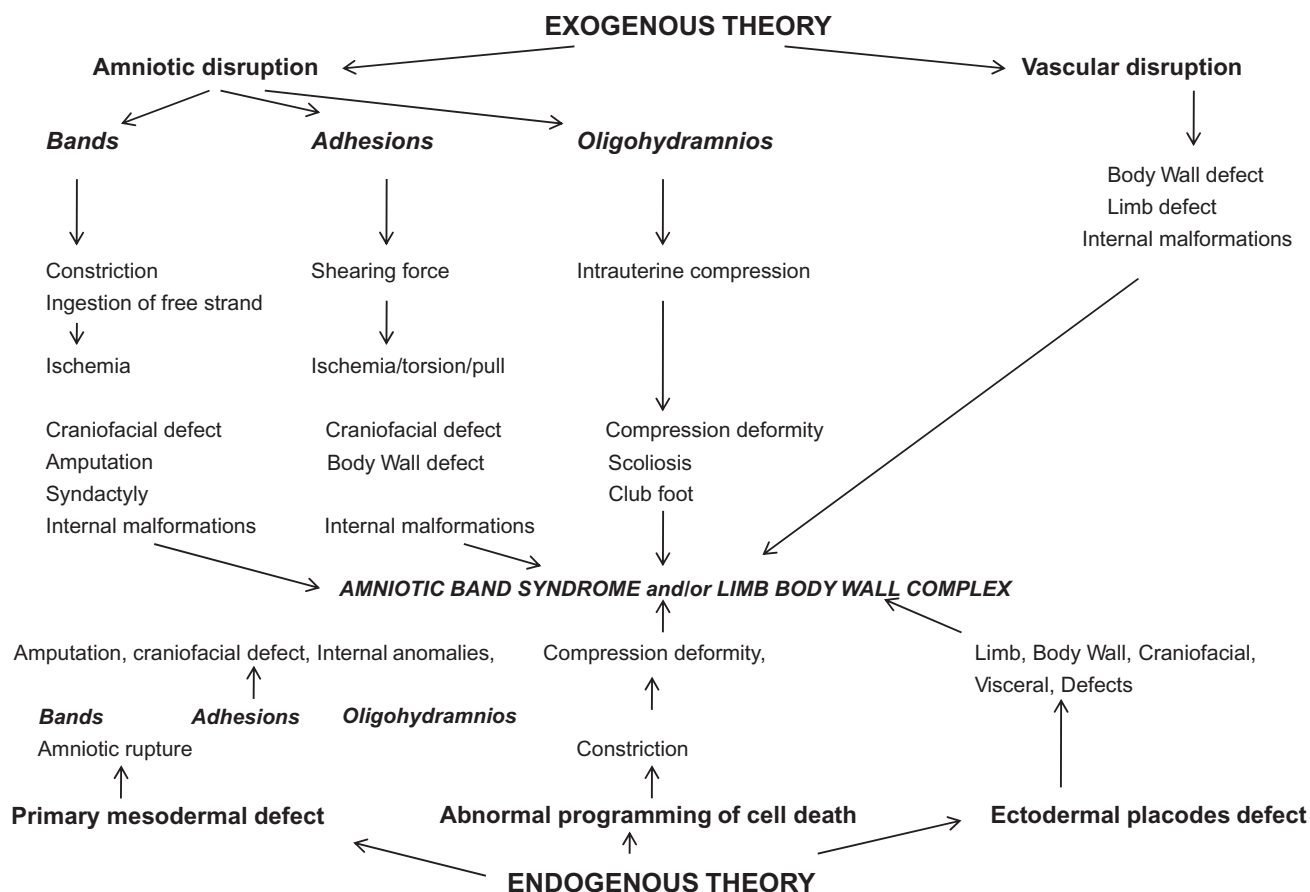 EXOGENOUS THEORY
Amniotic disruption
Vascular disruption
Bands
Adhesions
Oligohydramnios
Body Wall defect
Limb defect
Internal malformations
Constriction
Ingestion of free strand
Shearing force
Intrauterine compression
Ischemia
Ischemia/torsion/pull
Craniofacial defect
Amputation
Syndactyly
Internal malformations
Craniofacial defect
Body Wall defect
Internal malformations
Compression deformity
Scoliosis
Club foot
AMNIOTIC BAND SYNDROME and/or LIMB BODY WALL COMPLEX
Amputation, craniofacial defect, Internal anomalies,
Compression deformity,
Limb, Body Wall, Craniofacial,
Visceral, Defects
Bands
Adhesions
Oligohydramnios
Amniotic rupture
Constriction
Primary mesodermal defect
Abnormal programming of cell death
Ectodermal placodes defect
ENDOGENOUS THEORY